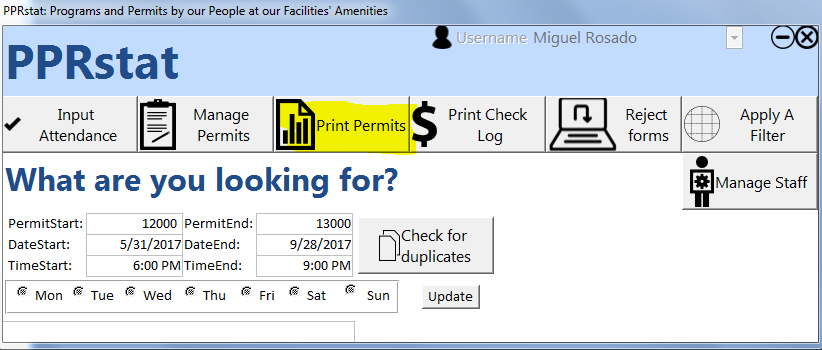 PPRstat: Programs and Permits by our People at our Facilities' Amenities
Username Miguel Rosado
PPRstat
Input Attendance
Manage Permits
Print Permits
Print Check Log
Reject forms
Apply A Filter
What are you looking for?
Manage Staff
PermitStart: 12000 PermitEnd: 13000
DateStart: 5/31/2017 DateEnd: 9/28/2017
TimeStart: 6:00 PM TimeEnd: 9:00 PM
Check for duplicates
Mon Tue Wed Thu Fri Sat Sun
Update